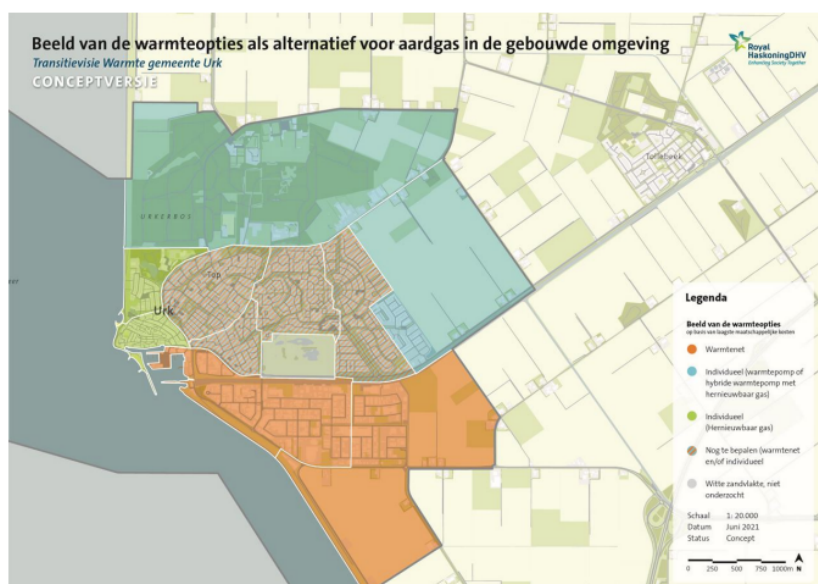 Beeld van de warmteopties als alternatief voor aardgas in de gebouwde omgeving
Transitievisie Warmte gemeente Urk
CONCEPTVERSIE
Royal
HaskoningDHV
Enhancing Society Together
Tollebeek
URKERBOS
Top
Urk
Legenda
Beeld van de warmteopties
op basis van laagste maatschappelijke kosten
Warmtenet
Individueel (warmtepomp of
hybride warmtepomp met
hernieuwbaar gas)
Individueel
(Hernieuwbaar gas)
Nog te bepalen (warmtenet
en/of individueel
Witte zandvlakte, niet
onderzocht
Schaal 1: 20.000
Datum Juni 2021
Status Concept
0 250 500 750 1000m N